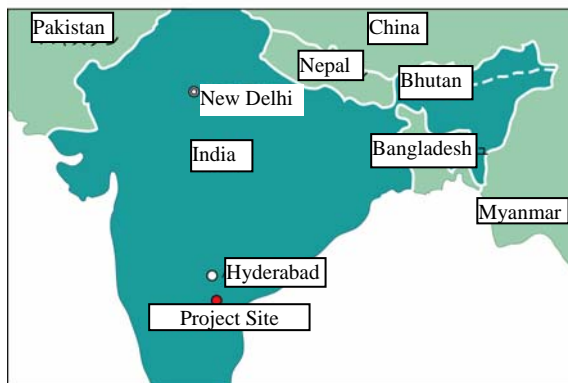 Pakistan
China
Nepal
Bhutan
New Delhi
India
Bangladesh
Myanmar
Hyderabad
Project Site